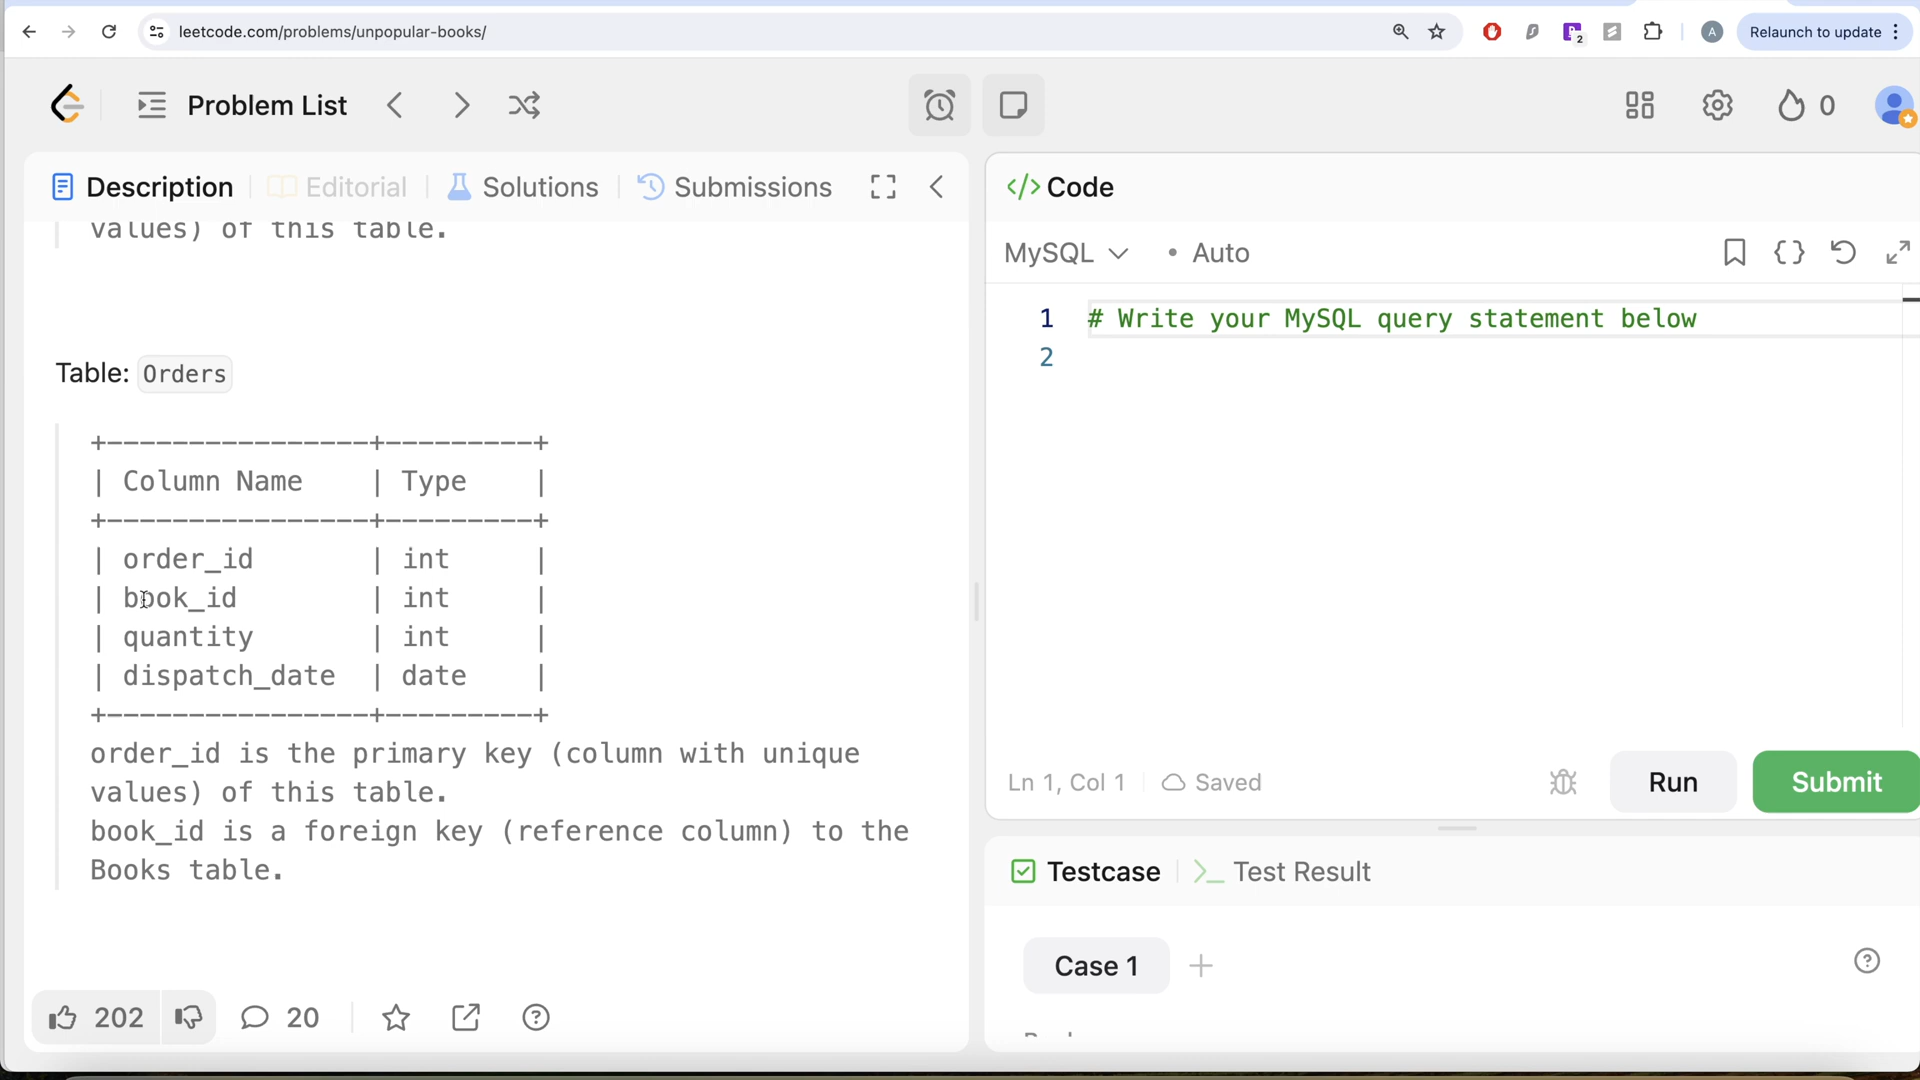 leetcode.com/problems/unpopular-books/
2
A
Relaunch to update
Problem List
0
Description
Editorial
Solutions
Submissions
values) of this table.
Table: Orders
+----------------+---------+
| Column Name | Type |
+----------------+---------+
| order_id | int |
| book_id | int |
| quantity | int |
| dispatch_date | date |
+----------------+---------+
order_id is the primary key (column with unique
values) of this table.
book_id is a foreign key (reference column) to the
Books table.
202
20
</> Code
MySQL • Auto
1 # Write your MySQL query statement below
2
Ln 1, Col 1
Saved
Run
Submit
Testcase
>_ Test Result
Case 1